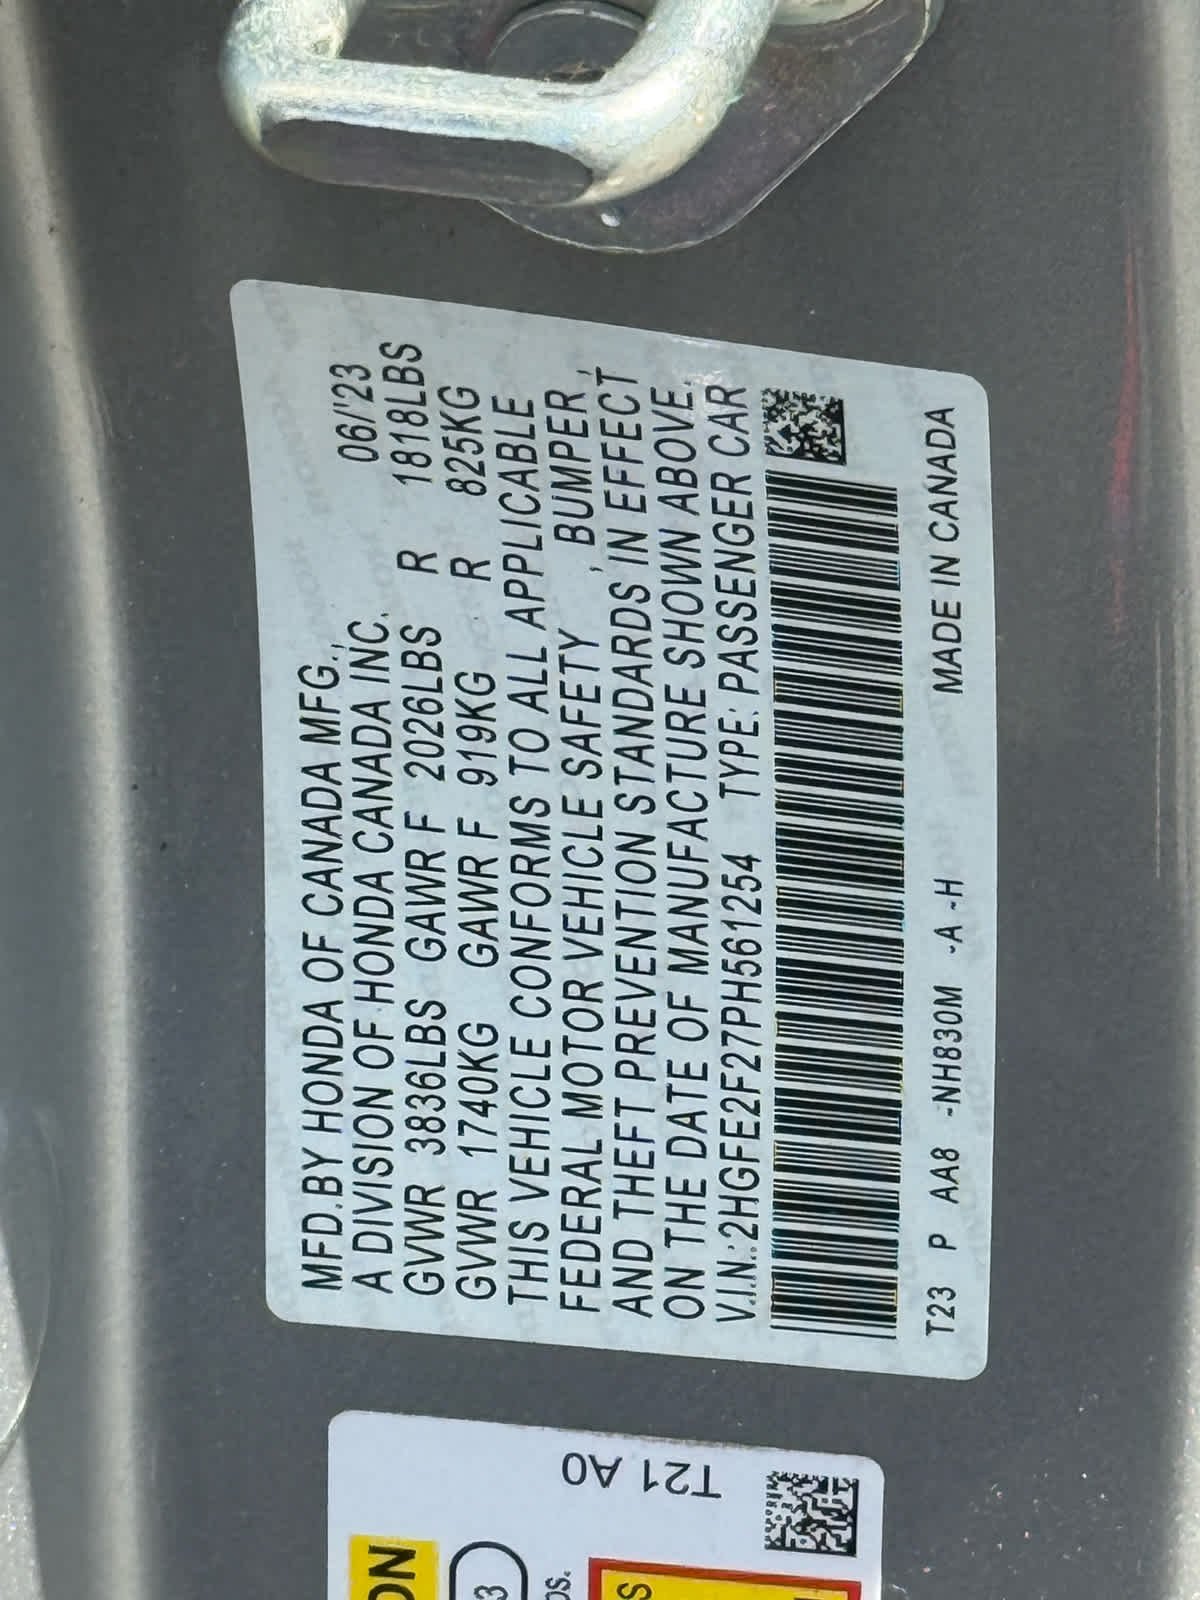 MFD.BY HONDA OF CANADA MFG., 06/'23
A DIVISION OF HONDA CANADA INC.
GVWR 3836LBS GAWR F 2026LBS R 1818LBS
GVWR 1740KG GAWR F 919KG R 825KG
THIS VEHICLE CONFORMS TO ALL APPLICABLE
FEDERAL MOTOR VEHICLE SAFETY , BUMPER ,
AND THEFT PREVENTION STANDARDS IN EFFECT
ON THE DATE OF MANUFACTURE SHOWN ABOVE.
V.I.N.:2HGFE2F27PH561254 TYPE: PASSENGER CAR
T23 P AA8 -NH830M -A -H MADE IN CANADA
T21 A0